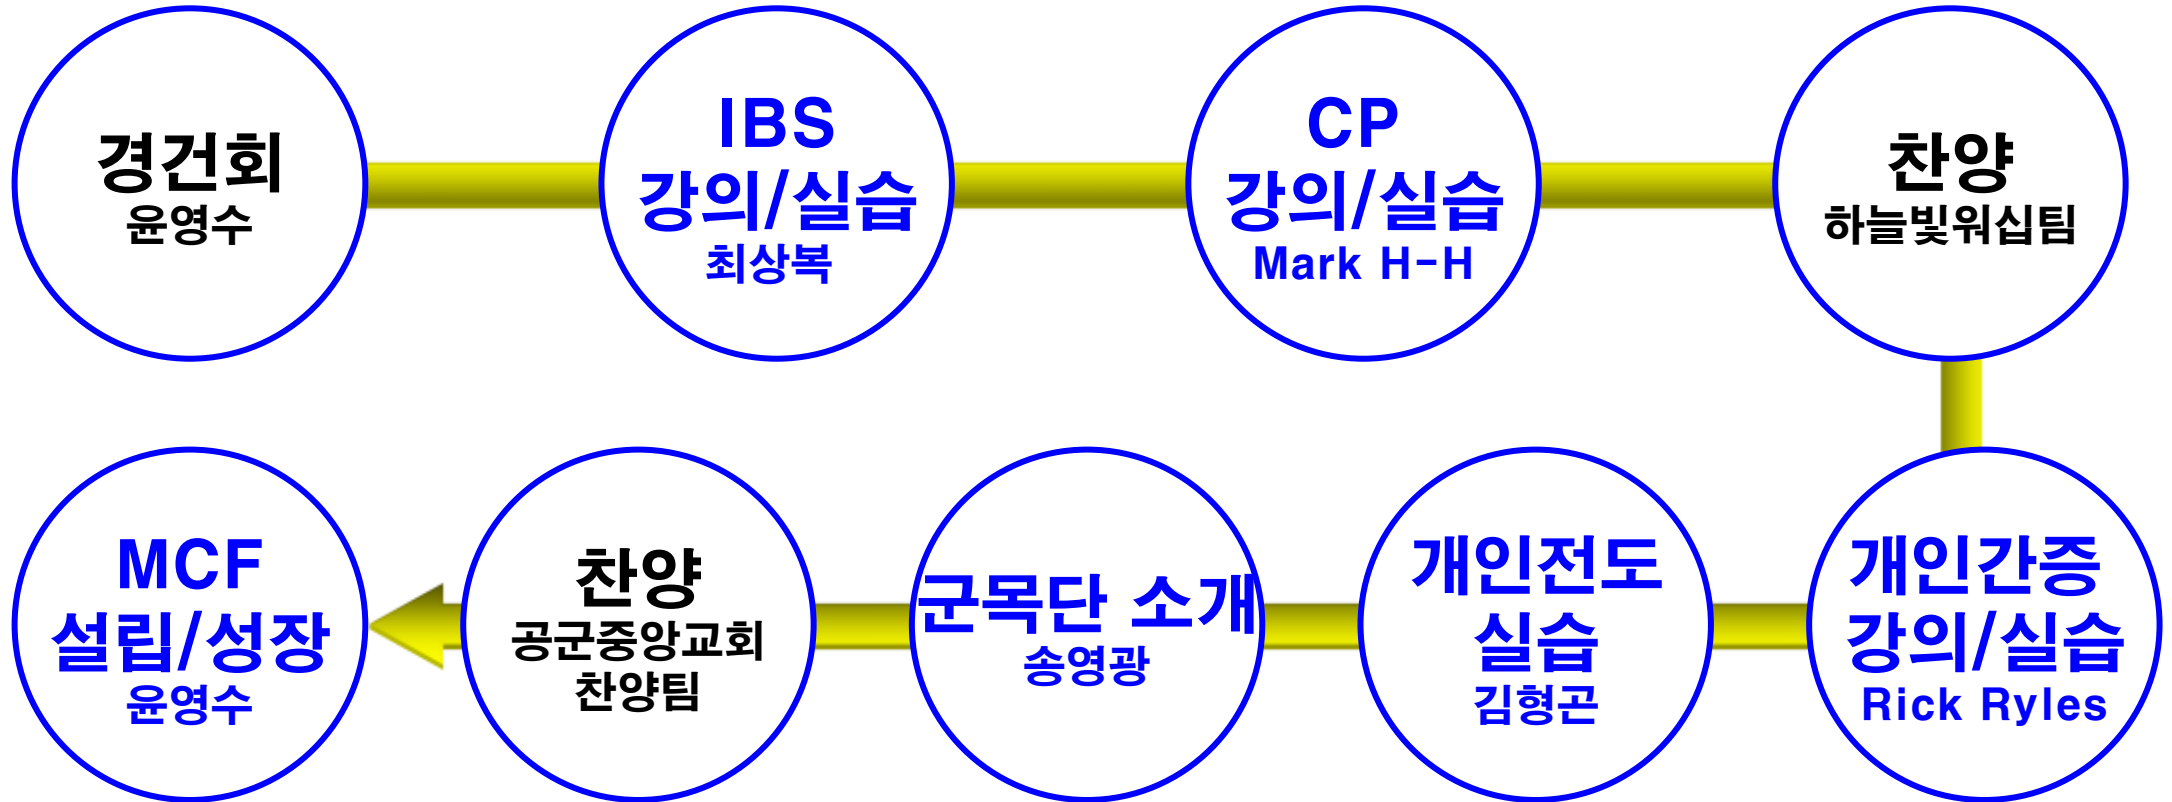 경건회
윤영수
IBS
강의/실습
최상복
CP
강의/실습
Mark H-H
찬양
하늘빛워십팀
MCF
설립/성장
윤영수
찬양
공군중앙교회
찬양팀
군목단 소개
송영광
개인전도
실습
김형곤
개인간증
강의/실습
Rick Ryles